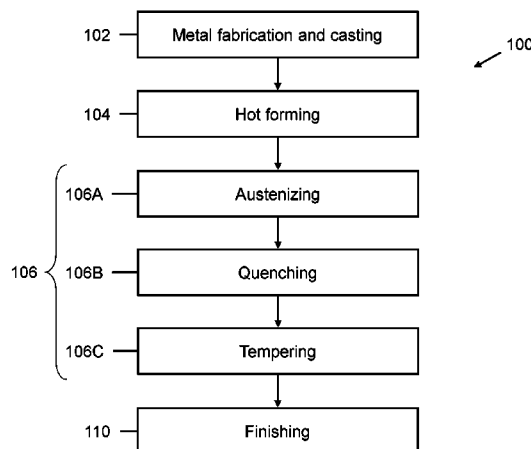 102 Metal fabrication and casting
100
104 Hot forming
106A Austenizing
106 106B Quenching
106C Tempering
110 Finishing